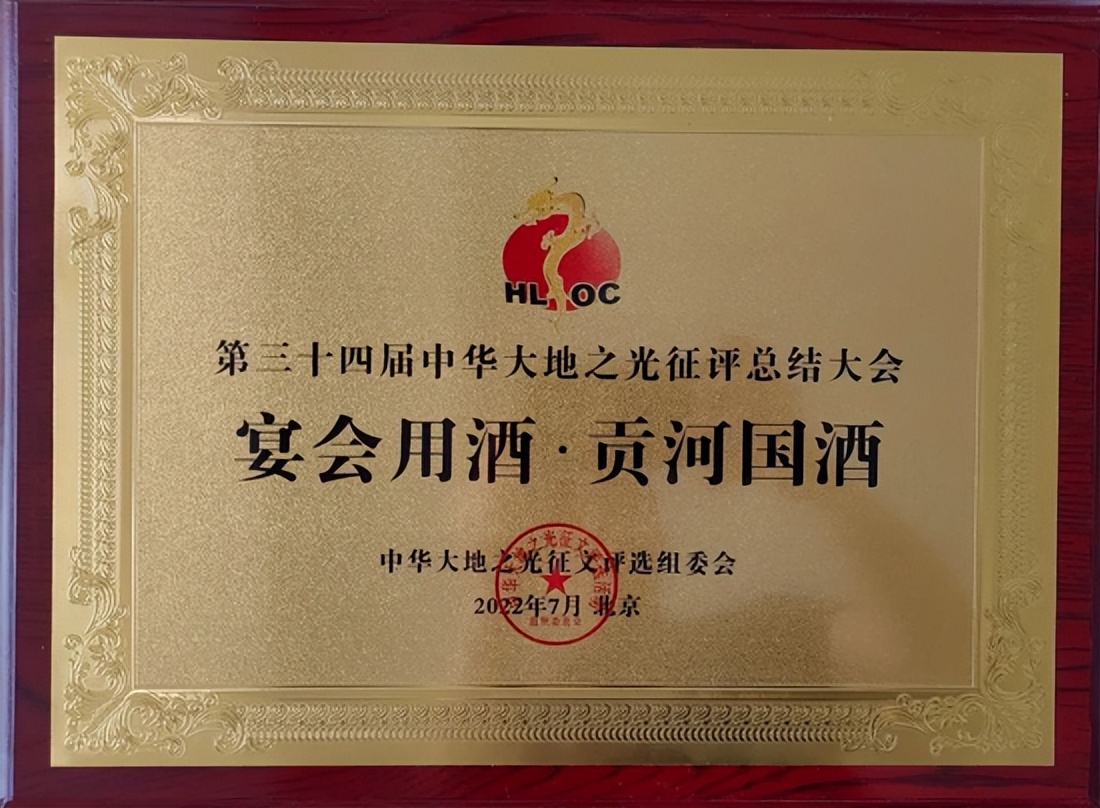 HLOC
第三十四届中华大地之光征评总结大会
宴会用酒·贡河国酒
中华大地之光征文评选组委会
2022年7月 北京